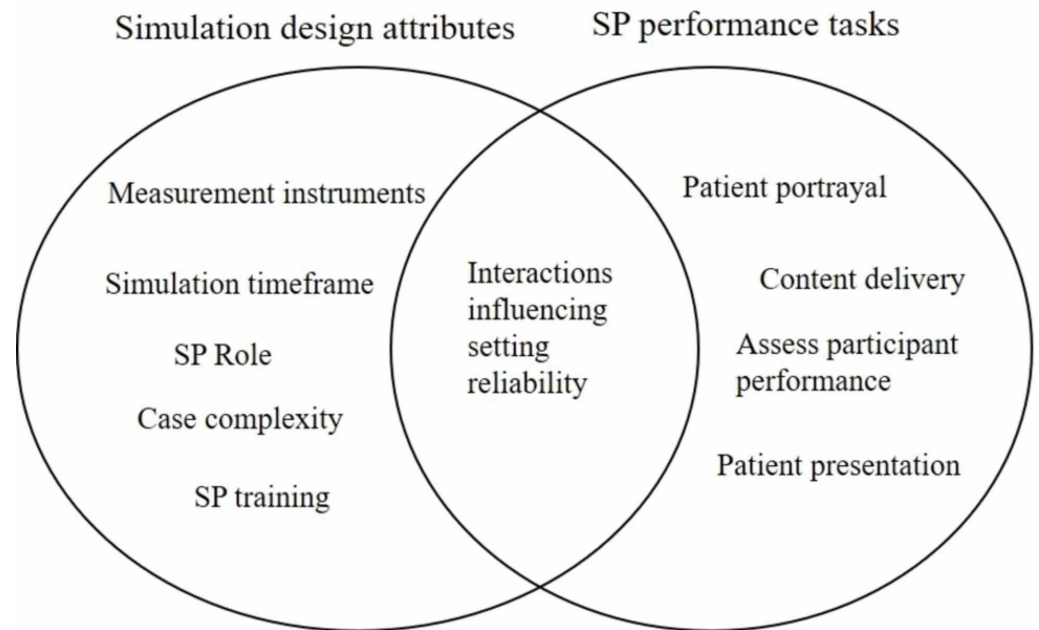 Simulation design attributes
SP performance tasks
Measurement instruments
Simulation timeframe
SP Role
Case complexity
SP training
Interactions
influencing
setting
reliability
Patient portrayal
Content delivery
Assess participant
performance
Patient presentation